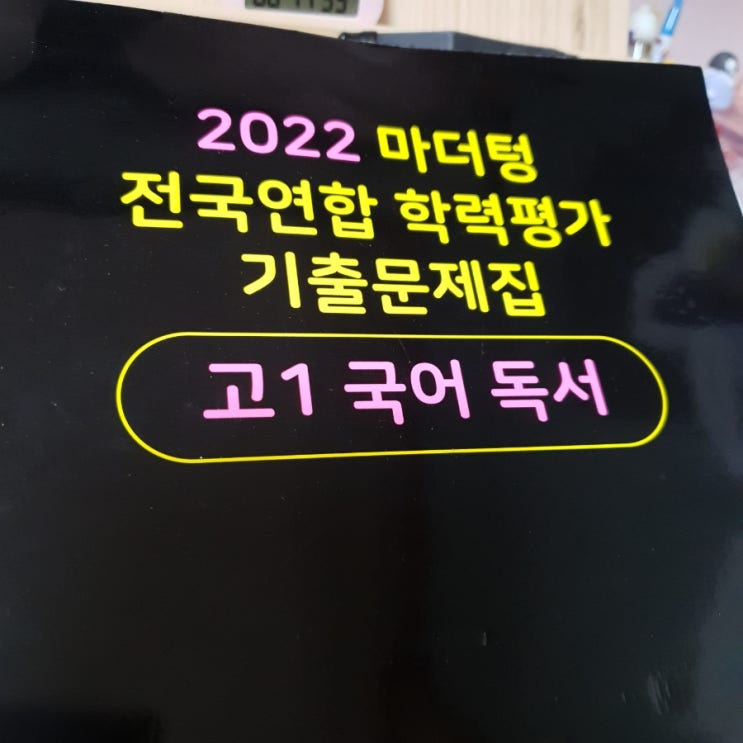 2022 마더텅
전국연합 학력평가
기출문제집
고1 국어 독서